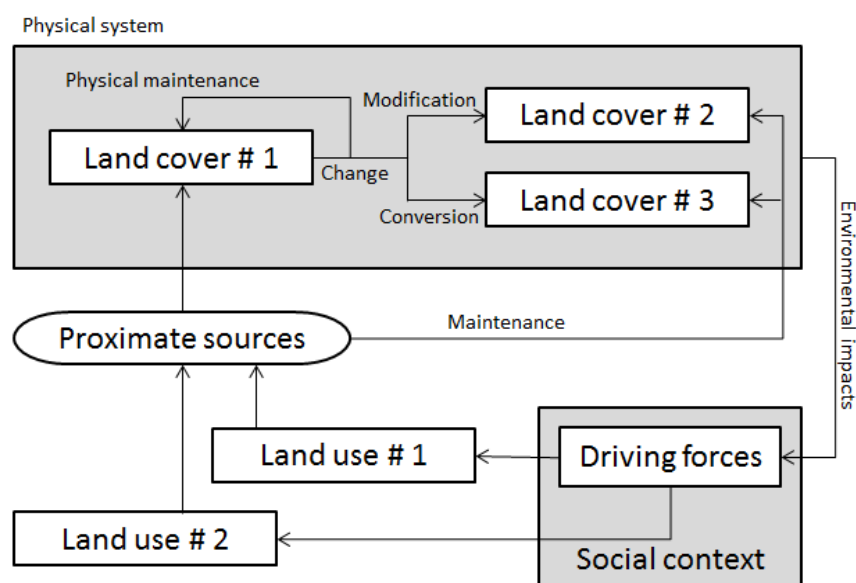 Physical system
Physical maintenance
Modification
Land cover # 2
Land cover # 1
Change
Land cover # 3
Conversion
Environmental impacts
Proximate sources
Maintenance
Land use # 1
Driving forces
Land use # 2
Social context